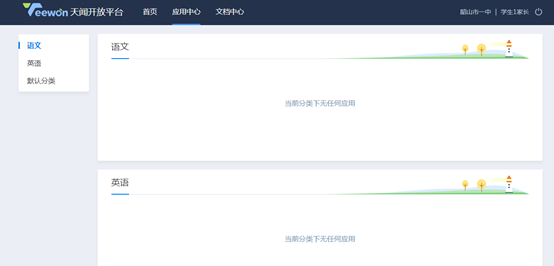 Veewon 天闻开放平台 首页 应用中心 文档中心 韶山市一中 | 学生1家长
语文
英语
默认分类
语文
当前分类下无任何应用
英语
当前分类下无任何应用